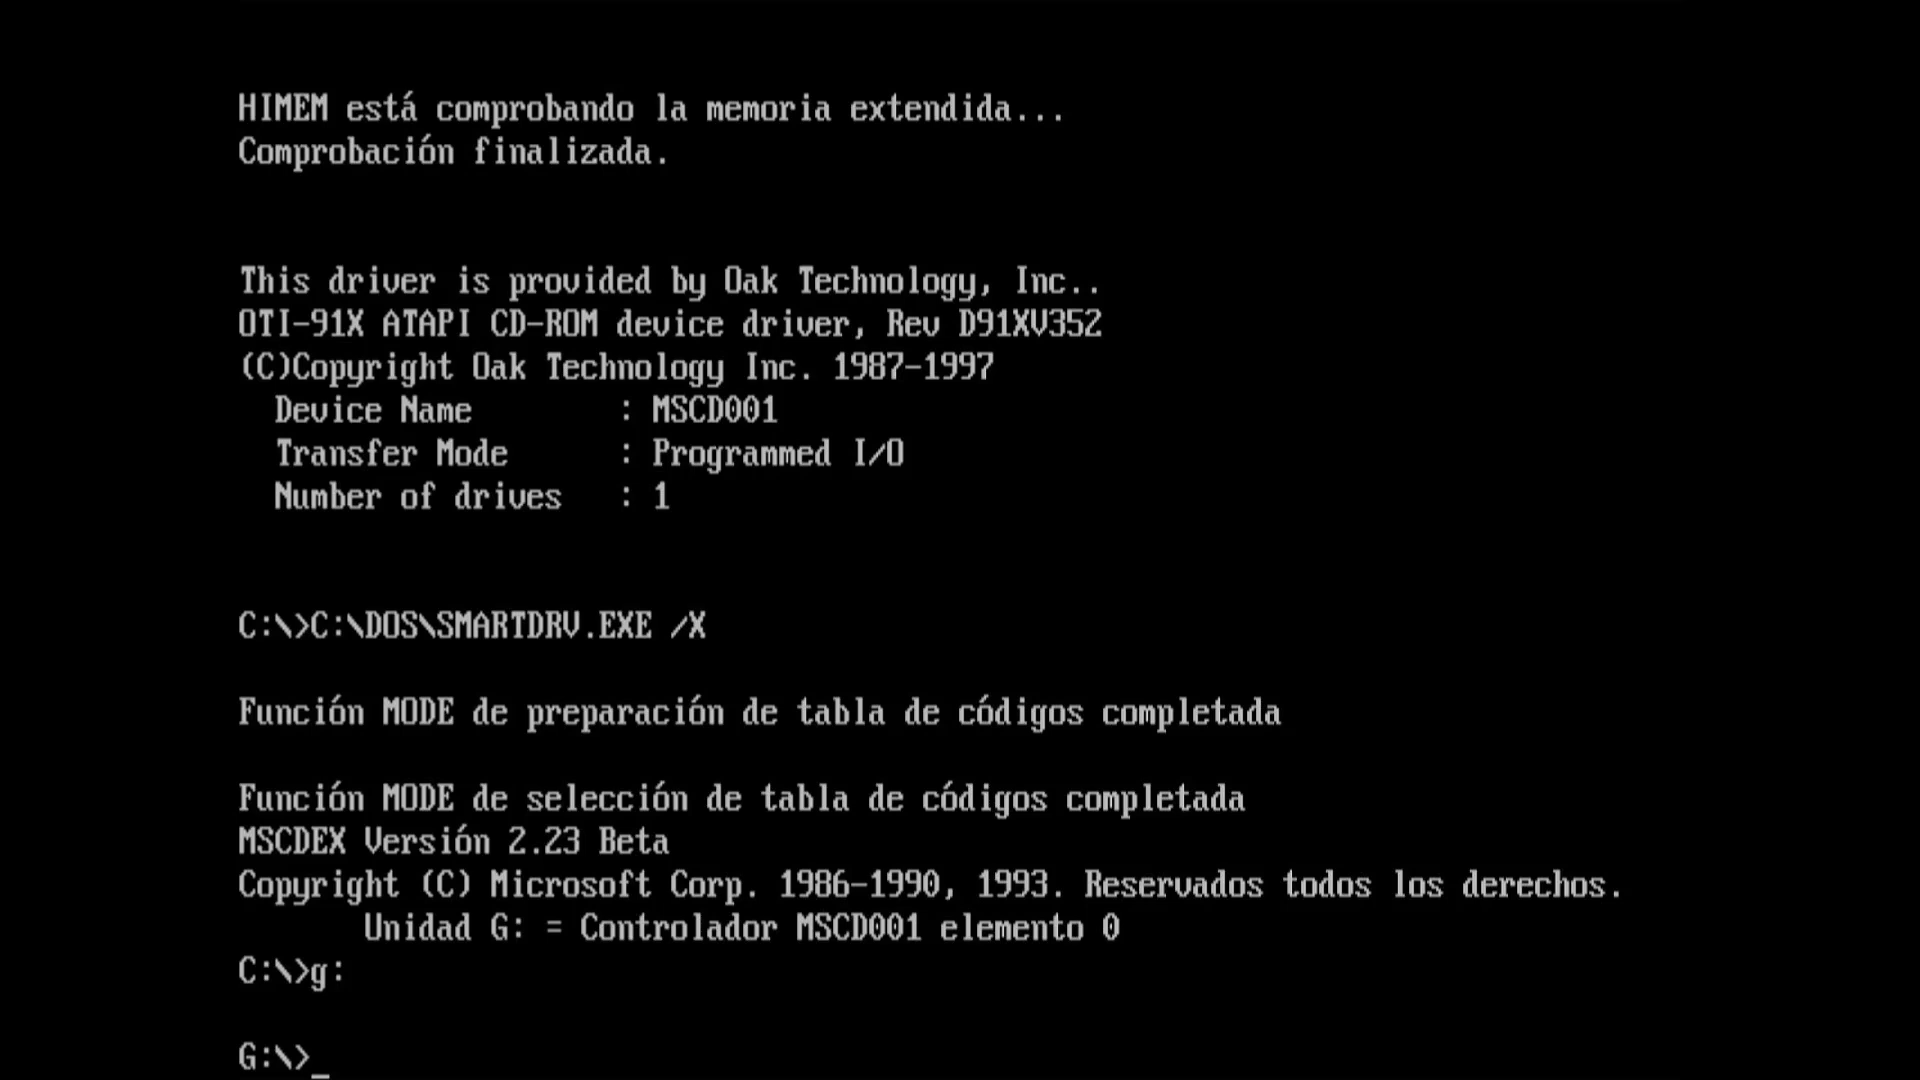 HIMEM está comprobando la memoria extendida...
Comprobación finalizada.
This driver is provided by Oak Technology, Inc..
OTI-91X ATAPI CD-ROM device driver, Rev D91XV352
(C)Copyright Oak Technology Inc. 1987-1997
Device Name : MSCD001
Transfer Mode : Programmed I/O
Number of drives : 1
C:\>C:\DOS\SMARTDRV.EXE /X
Función MODE de preparación de tabla de códigos completada
Función MODE de selección de tabla de códigos completada
MSCDEX Versión 2.23 Beta
Copyright (C) Microsoft Corp. 1986-1990, 1993. Reservados todos los derechos.
Unidad G: = Controlador MSCD001 elemento 0
C:\>g:
G:\>_